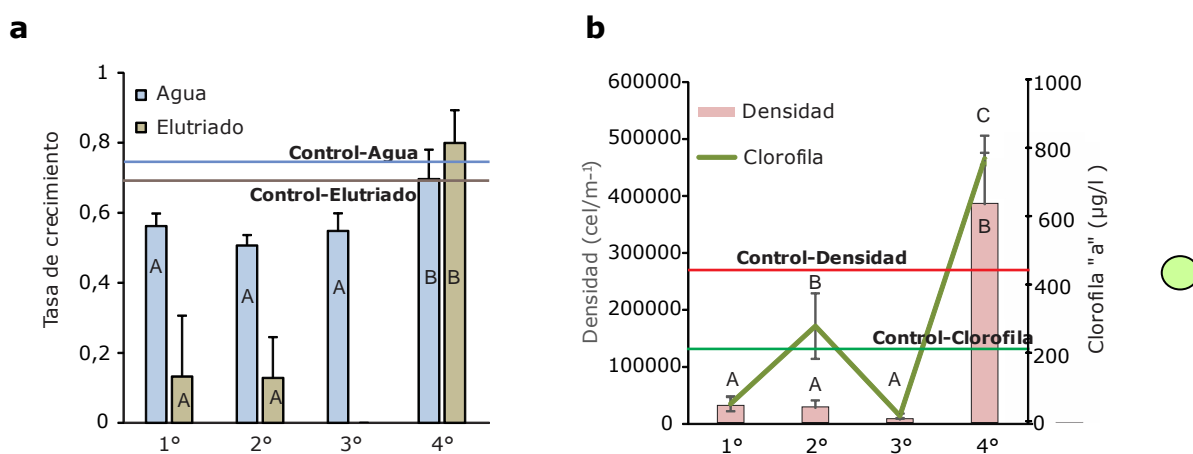 a
Tasa de crecimiento
1
0,8
0,6
0,4
0,2
0
Agua
Elutriado
Control-Agua
Control-Elutriado
A
A
A
A
A
B
B
1°
2°
3°
4°
b
Densidad (cel/m-¹)
600000
500000
400000
300000
200000
100000
0
Densidad
Clorofila
Control-Densidad
Control-Clorofila
A
B
A
A
C
B
1°
2°
3°
4°
1000
800
600
400
200
0
Clorofila "a" (µg/l )